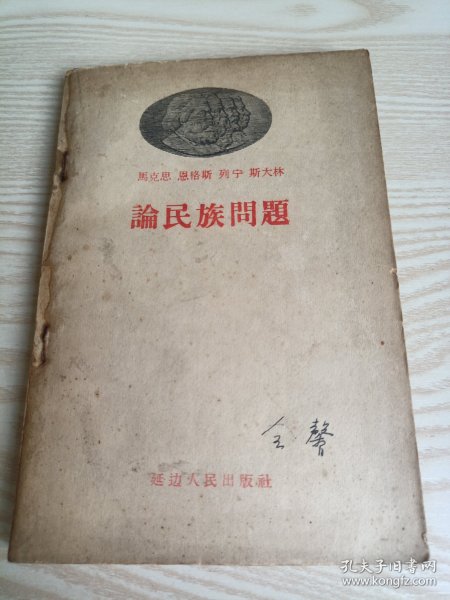 馬克思 恩格斯 列宁 斯大林
論民族問題
全馨
延边人民出版社
孔夫子旧书网
www.kongfz.com